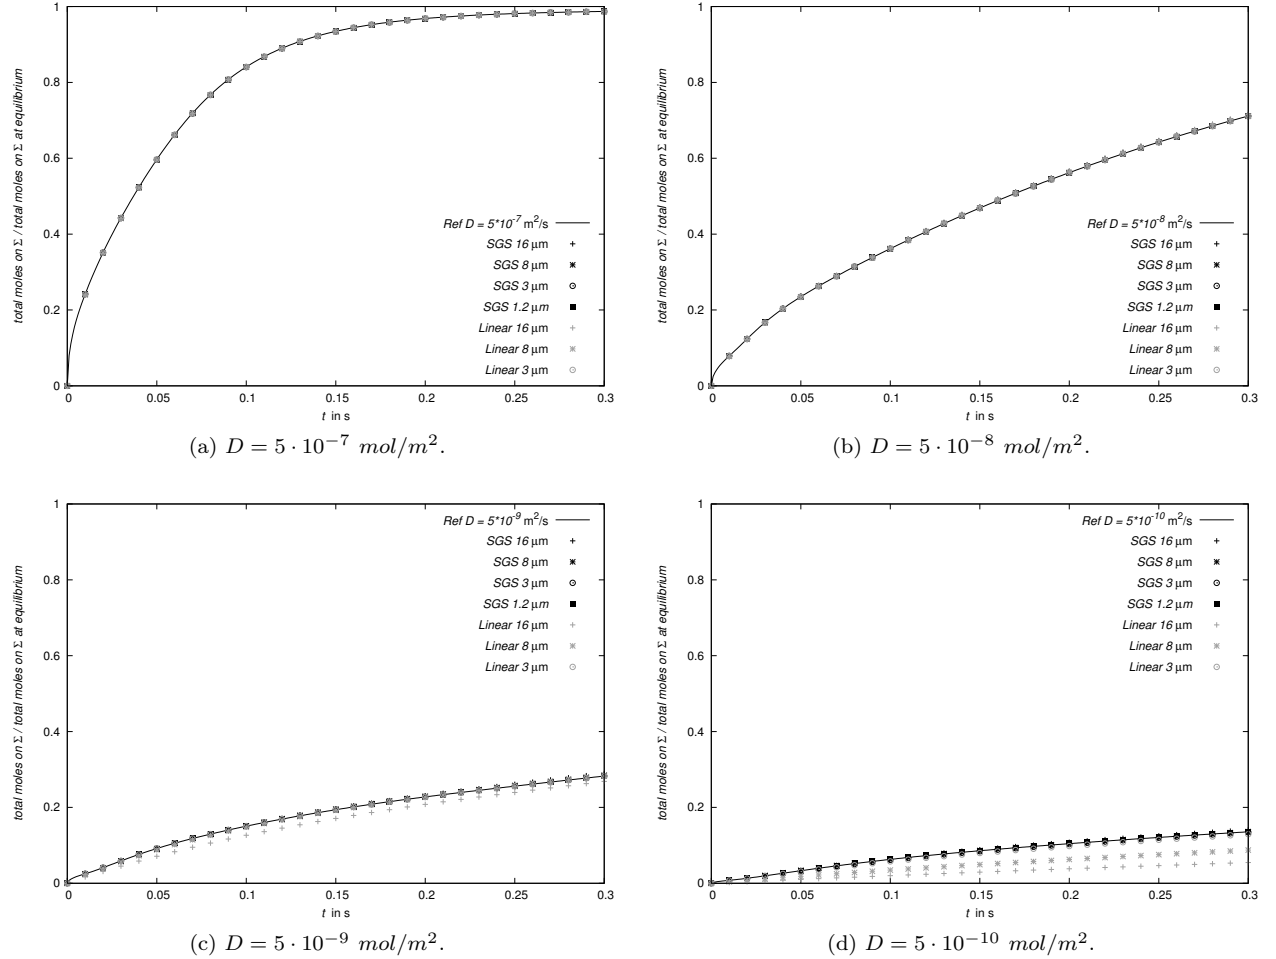 total moles on Σ / total moles on Σ at equilibrium
1
0.8
0.6
0.4
0.2
0
Ref D = 5*10-7 m2/s
SGS 16 μm
SGS 8 μm
SGS 3 μm
SGS 1.2 μm
Linear 16 μm
Linear 8 μm
Linear 3 μm
0 0.05 0.1 0.15 0.2 0.25 0.3
t in s
(a) D = 5 · 10−7 mol/m2.
total moles on Σ / total moles on Σ at equilibrium
1
0.8
0.6
0.4
0.2
0
Ref D = 5*10-8 m2/s
SGS 16 μm
SGS 8 μm
SGS 3 μm
SGS 1.2 μm
Linear 16 μm
Linear 8 μm
Linear 3 μm
0 0.05 0.1 0.15 0.2 0.25 0.3
t in s
(b) D = 5 · 10−8 mol/m2.
total moles on Σ / total moles on Σ at equilibrium
1
0.8
0.6
0.4
0.2
0
Ref D = 5*10-9 m2/s
SGS 16 μm
SGS 8 μm
SGS 3 μm
SGS 1.2 μm
Linear 16 μm
Linear 8 μm
Linear 3 μm
0 0.05 0.1 0.15 0.2 0.25 0.3
t in s
(c) D = 5 · 10−9 mol/m2.
total moles on Σ / total moles on Σ at equilibrium
1
0.8
0.6
0.4
0.2
0
Ref D = 5*10-10 m2/s
SGS 16 μm
SGS 8 μm
SGS 3 μm
SGS 1.2 μm
Linear 16 μm
Linear 8 μm
Linear 3 μm
0 0.05 0.1 0.15 0.2 0.25 0.3
t in s
(d) D = 5 · 10−10 mol/m2.